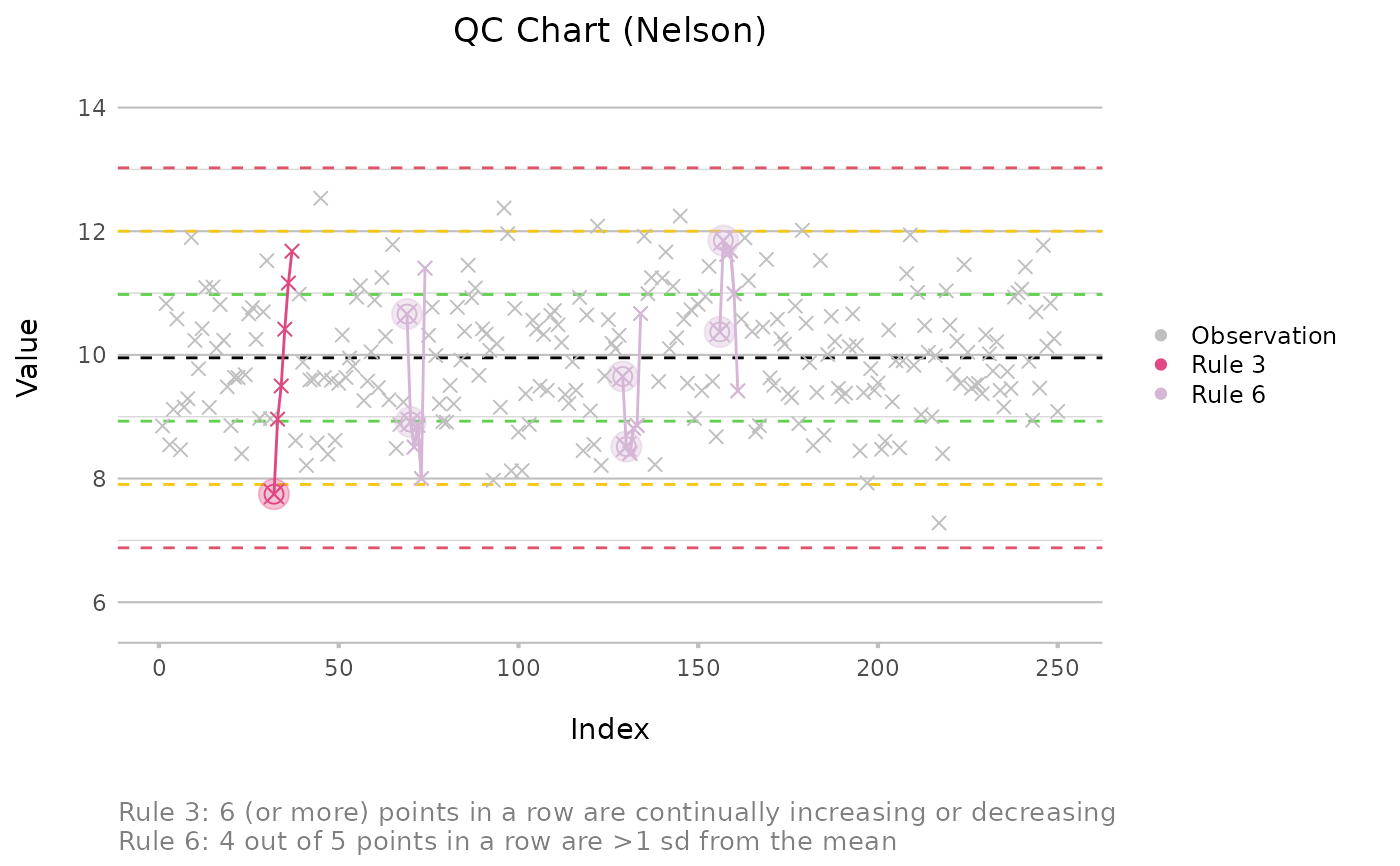 QC Chart (Nelson)
14
12
10
8
6
Value
0 50 100 150 200 250
Index
Observation
Rule 3
Rule 6
Rule 3: 6 (or more) points in a row are continually increasing or decreasing
Rule 6: 4 out of 5 points in a row are >1 sd from the mean